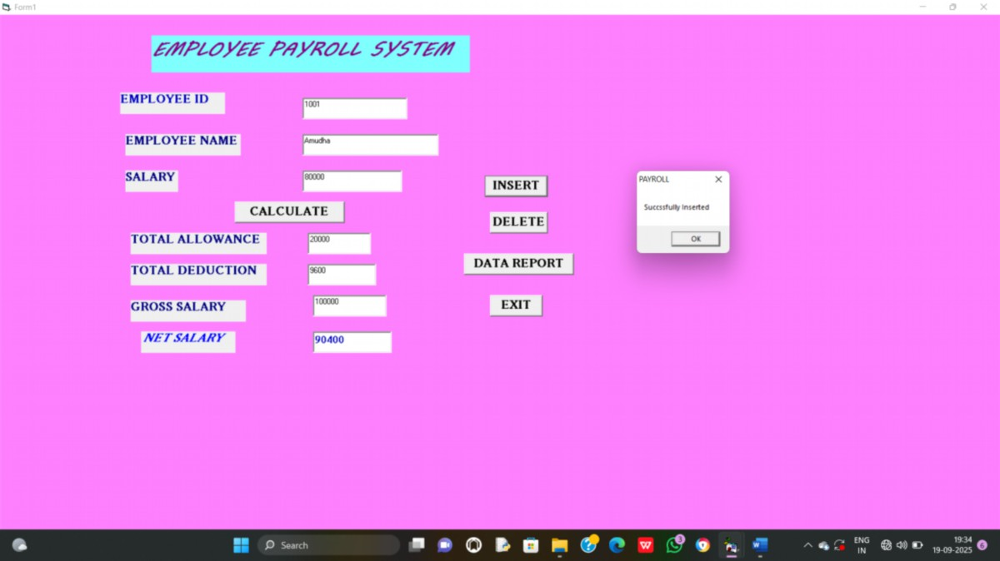 Form1
EMPLOYEE PAYROLL SYSTEM
EMPLOYEE ID
1001
EMPLOYEE NAME
Amudha
SALARY
80000
INSERT
PAYROLL
Succssfully Inserted
OK
CALCULATE
DELETE
TOTAL ALLOWANCE
20000
DATA REPORT
TOTAL DEDUCTION
9600
GROSS SALARY
100000
EXIT
NET SALARY
90400
Search
3
W
W
ENG
IN
19:34
19-09-2025
6